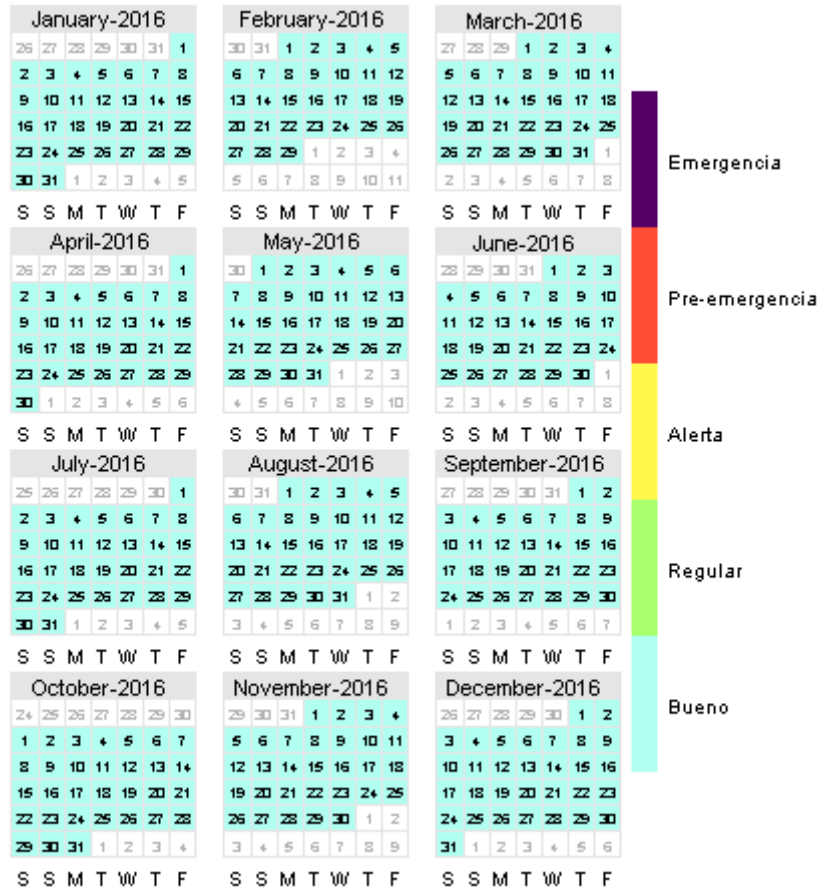 January-2016 February-2016 March-2016
26 27 28 29 30 31 1 30 31 1 2 3 4 5 27 28 29 1 2 3 4
2 3 4 5 6 7 8 6 7 8 9 10 11 12 5 6 7 8 9 10 11
9 10 11 12 13 14 15 13 14 15 16 17 18 19 12 13 14 15 16 17 18
16 17 18 19 20 21 22 20 21 22 23 24 25 26 19 20 21 22 23 24 25
23 24 25 26 27 28 29 27 28 29 1 2 3 4 26 27 28 29 30 31 1
30 31 1 2 3 4 5 5 6 7 8 9 10 11 2 3 4 5 6 7 8
S S M T W T F S S M T W T F S S M T W T F
April-2016 May-2016 June-2016
26 27 28 29 30 31 1 30 1 2 3 4 5 6 28 29 30 31 1 2 3
2 3 4 5 6 7 8 7 8 9 10 11 12 13 4 5 6 7 8 9 10
9 10 11 12 13 14 15 14 15 16 17 18 19 20 11 12 13 14 15 16 17
16 17 18 19 20 21 22 21 22 23 24 25 26 27 18 19 20 21 22 23 24
23 24 25 26 27 28 29 28 29 30 31 1 2 3 25 26 27 28 29 30 1
30 1 2 3 4 5 6 4 5 6 7 8 9 10 2 3 4 5 6 7 8
S S M T W T F S S M T W T F S S M T W T F
July-2016 August-2016 September-2016
25 26 27 28 29 30 1 30 31 1 2 3 4 5 27 28 29 30 31 1 2
2 3 4 5 6 7 8 6 7 8 9 10 11 12 3 4 5 6 7 8 9
9 10 11 12 13 14 15 13 14 15 16 17 18 19 10 11 12 13 14 15 16
16 17 18 19 20 21 22 20 21 22 23 24 25 26 17 18 19 20 21 22 23
23 24 25 26 27 28 29 27 28 29 30 31 1 2 24 25 26 27 28 29 30
30 31 1 2 3 4 5 3 4 5 6 7 8 9 1 2 3 4 5 6 7
S S M T W T F S S M T W T F S S M T W T F
October-2016 November-2016 December-2016
24 25 26 27 28 29 30 29 30 31 1 2 3 4 26 27 28 29 30 1 2
1 2 3 4 5 6 7 5 6 7 8 9 10 11 3 4 5 6 7 8 9
8 9 10 11 12 13 14 12 13 14 15 16 17 18 10 11 12 13 14 15 16
15 16 17 18 19 20 21 19 20 21 22 23 24 25 17 18 19 20 21 22 23
22 23 24 25 26 27 28 26 27 28 29 30 1 2 24 25 26 27 28 29 30
29 30 31 1 2 3 4 3 4 5 6 7 8 9 31 1 2 3 4 5 6
S S M T W T F S S M T W T F S S M T W T F
Emergencia
Pre-emergencia
Alerta
Regular
Bueno